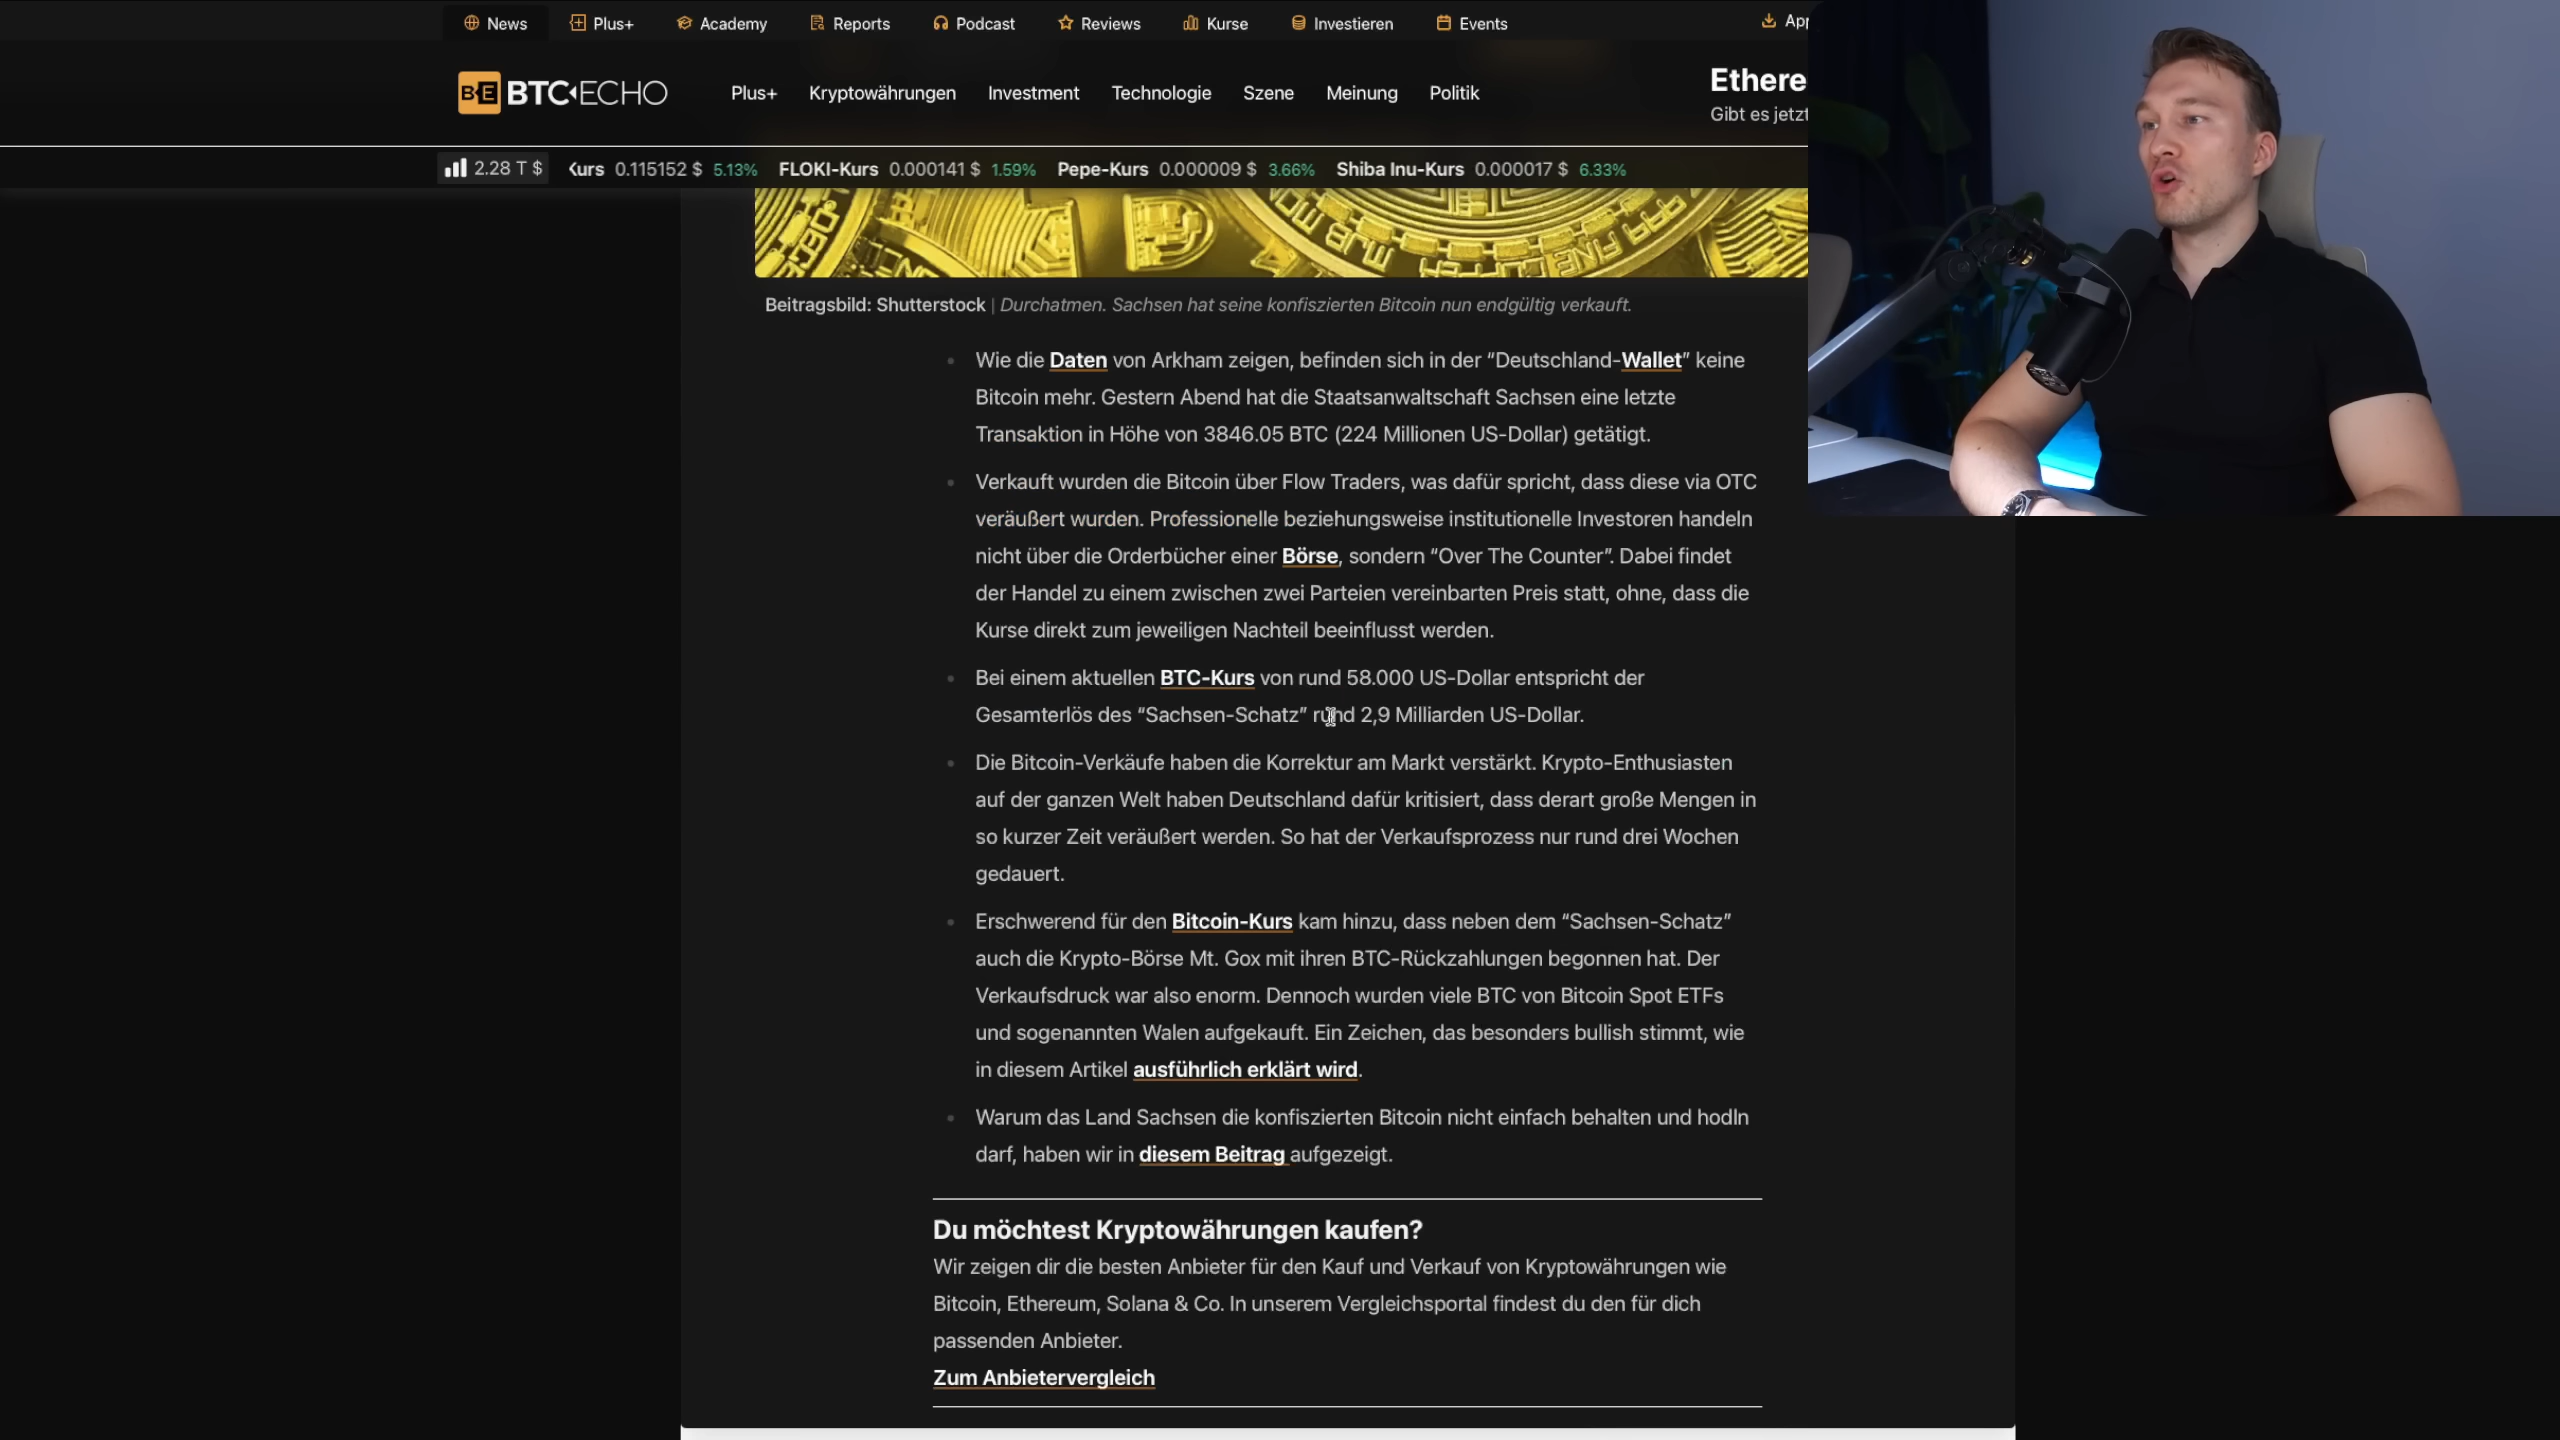 News Plus+ Academy Reports Podcast Reviews Kurse Investieren Events App
BE BTC-ECHO Plus+ Kryptowährungen Investment Technologie Szene Meinung Politik
Ethere
Gibt es jetzt
2.28 T $ Kurs 0.115152 $ 5.13% FLOKI-Kurs 0.000141 $ 1.59% Pepe-Kurs 0.000009 $ 3.66% Shiba Inu-Kurs 0.000017 $ 6.33%
Beitragsbild: Shutterstock | Durchatmen. Sachsen hat seine konfiszierten Bitcoin nun endgültig verkauft.
Wie die Daten von Arkham zeigen, befinden sich in der “Deutschland-Wallet” keine
Bitcoin mehr. Gestern Abend hat die Staatsanwaltschaft Sachsen eine letzte
Transaktion in Höhe von 3846.05 BTC (224 Millionen US-Dollar) getätigt.
Verkauft wurden die Bitcoin über Flow Traders, was dafür spricht, dass diese via OTC
veräußert wurden. Professionelle beziehungsweise institutionelle Investoren handeln
nicht über die Orderbücher einer Börse, sondern “Over The Counter”. Dabei findet
der Handel zu einem zwischen zwei Parteien vereinbarten Preis statt, ohne, dass die
Kurse direkt zum jeweiligen Nachteil beeinflusst werden.
Bei einem aktuellen BTC-Kurs von rund 58.000 US-Dollar entspricht der
Gesamterlös des “Sachsen-Schatz” rund 2,9 Milliarden US-Dollar.
Die Bitcoin-Verkäufe haben die Korrektur am Markt verstärkt. Krypto-Enthusiasten
auf der ganzen Welt haben Deutschland dafür kritisiert, dass derart große Mengen in
so kurzer Zeit veräußert werden. So hat der Verkaufsprozess nur rund drei Wochen
gedauert.
Erschwerend für den Bitcoin-Kurs kam hinzu, dass neben dem “Sachsen-Schatz”
auch die Krypto-Börse Mt. Gox mit ihren BTC-Rückzahlungen begonnen hat. Der
Verkaufsdruck war also enorm. Dennoch wurden viele BTC von Bitcoin Spot ETFs
und sogenannten Walen aufgekauft. Ein Zeichen, das besonders bullish stimmt, wie
in diesem Artikel ausführlich erklärt wird.
Warum das Land Sachsen die konfiszierten Bitcoin nicht einfach behalten und hodln
darf, haben wir in diesem Beitrag aufgezeigt.
Du möchtest Kryptowährungen kaufen?
Wir zeigen dir die besten Anbieter für den Kauf und Verkauf von Kryptowährungen wie
Bitcoin, Ethereum, Solana & Co. In unserem Vergleichsportal findest du den für dich
passenden Anbieter.
Zum Anbietervergleich